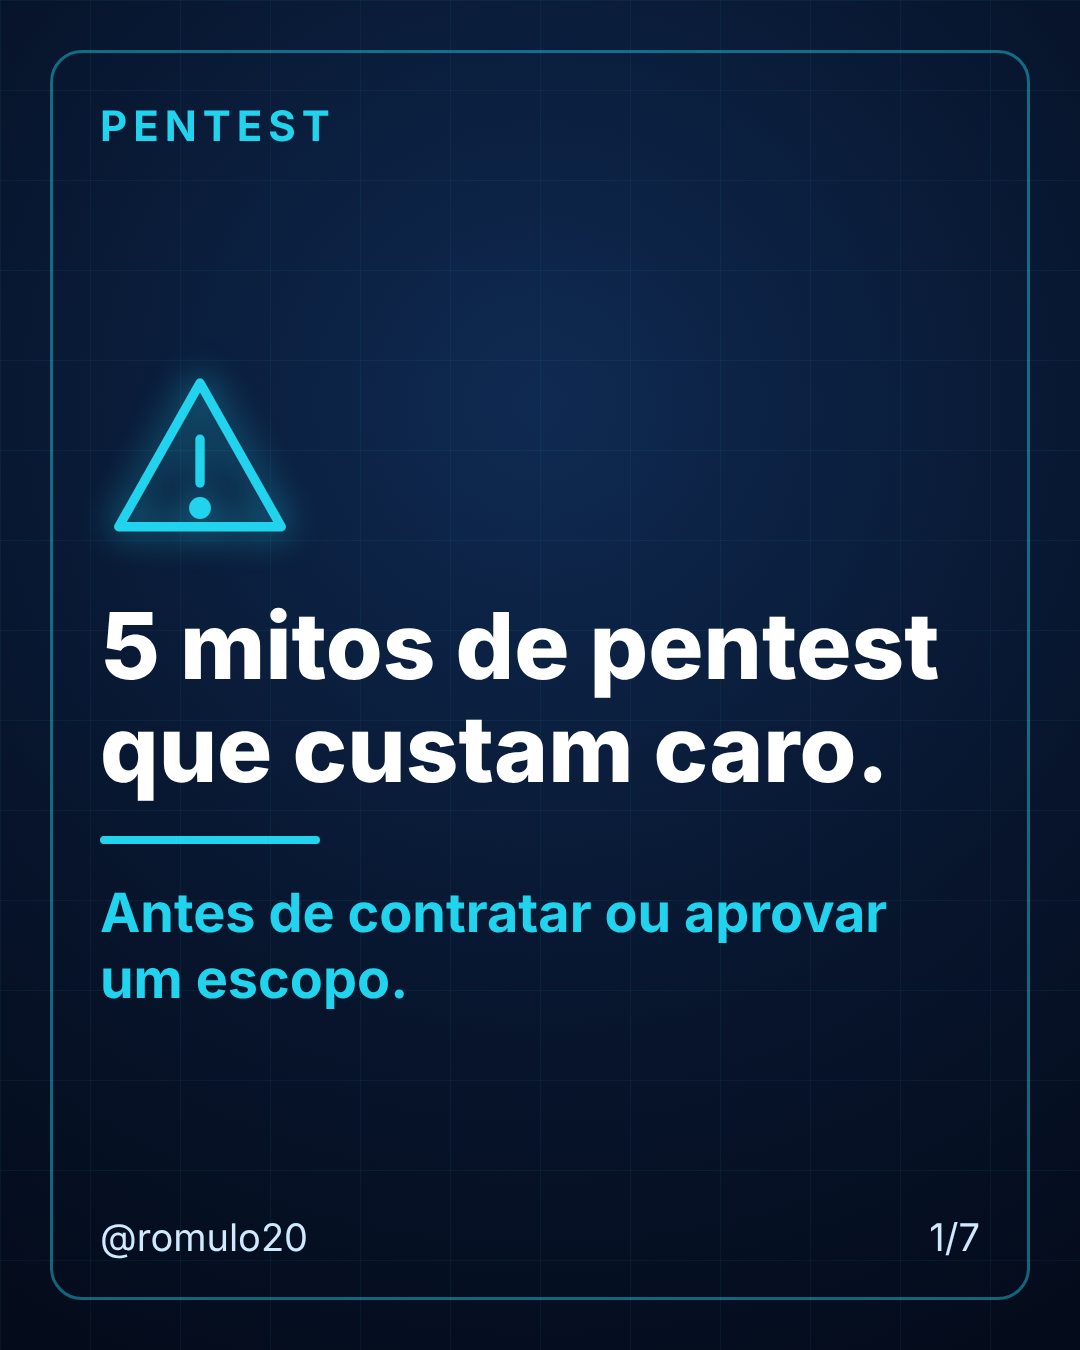 PENTEST
5 mitos de pentest
que custam caro.
Antes de contratar ou aprovar
um escopo.
@romulo20
1/7